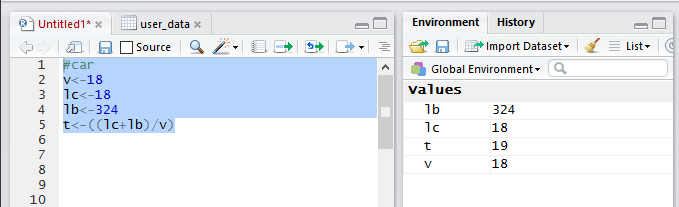 Untitled1* user_data
Source
1 #car
2 v<-18
3 lc<-18
4 lb<-324
5 t<-((lc+lb)/v)
6
7
8
9
10
Environment History
Import Dataset List
Global Environment
Values
lb 324
lc 18
t 19
v 18